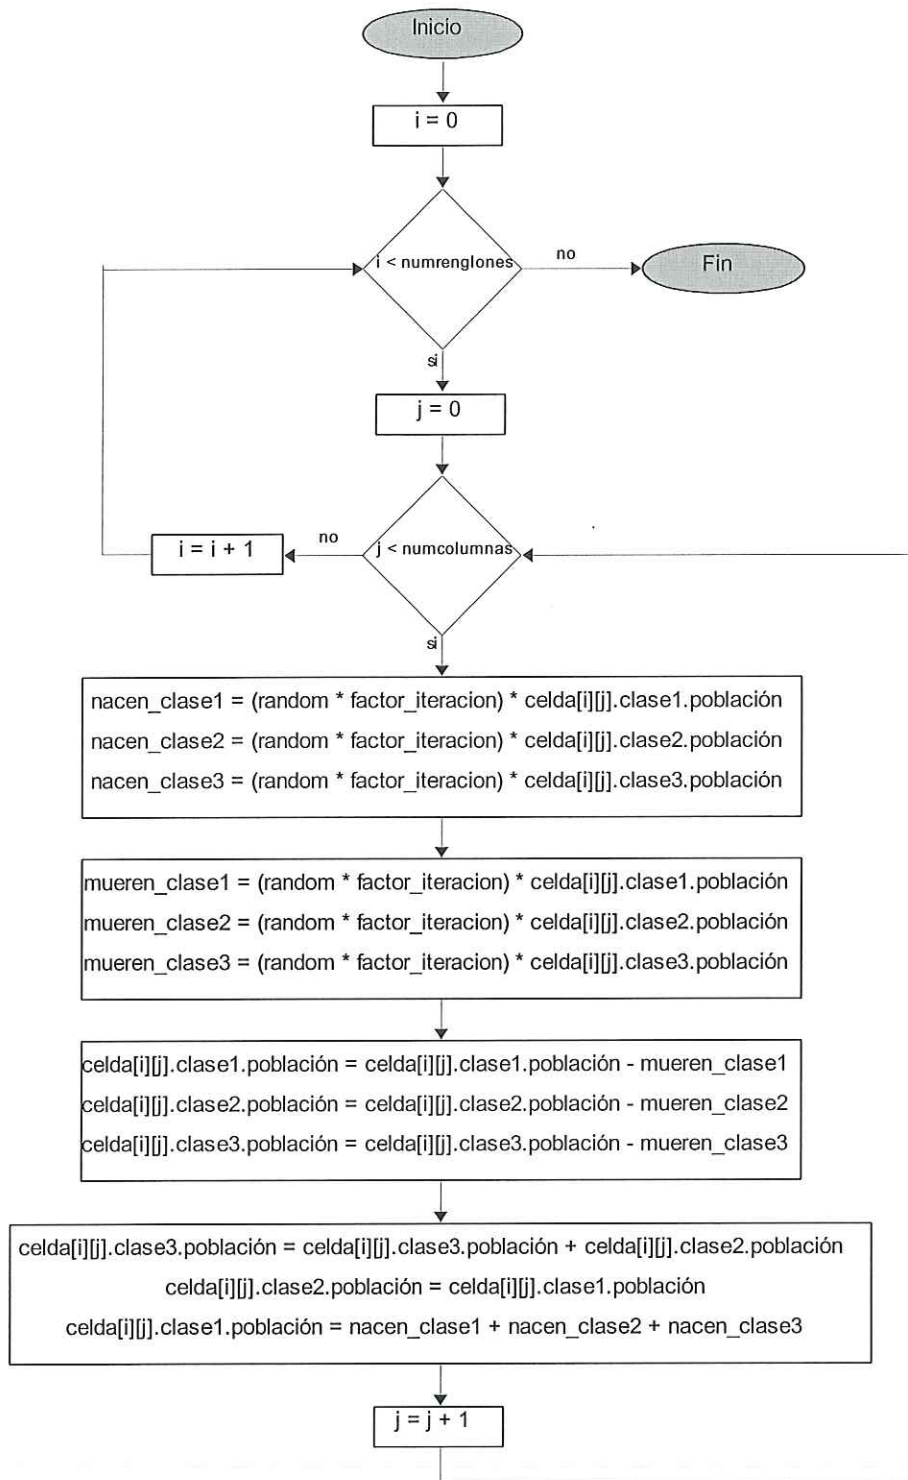 Inicio
i = 0
i < numrenglones
no
Fin
si
j = 0
j < numcolumnas
no
i = i + 1
si
nacen_clase1 = (random * factor_iteracion) * celda[i][j].clase1.población
nacen_clase2 = (random * factor_iteracion) * celda[i][j].clase2.población
nacen_clase3 = (random * factor_iteracion) * celda[i][j].clase3.población
mueren_clase1 = (random * factor_iteracion) * celda[i][j].clase1.población
mueren_clase2 = (random * factor_iteracion) * celda[i][j].clase2.población
mueren_clase3 = (random * factor_iteracion) * celda[i][j].clase3.población
celda[i][j].clase1.población = celda[i][j].clase1.población - mueren_clase1
celda[i][j].clase2.población = celda[i][j].clase2.población - mueren_clase2
celda[i][j].clase3.población = celda[i][j].clase3.población - mueren_clase3
celda[i][j].clase3.población = celda[i][j].clase3.población + celda[i][j].clase2.población
celda[i][j].clase2.población = celda[i][j].clase1.población
celda[i][j].clase1.población = nacen_clase1 + nacen_clase2 + nacen_clase3
j = j + 1